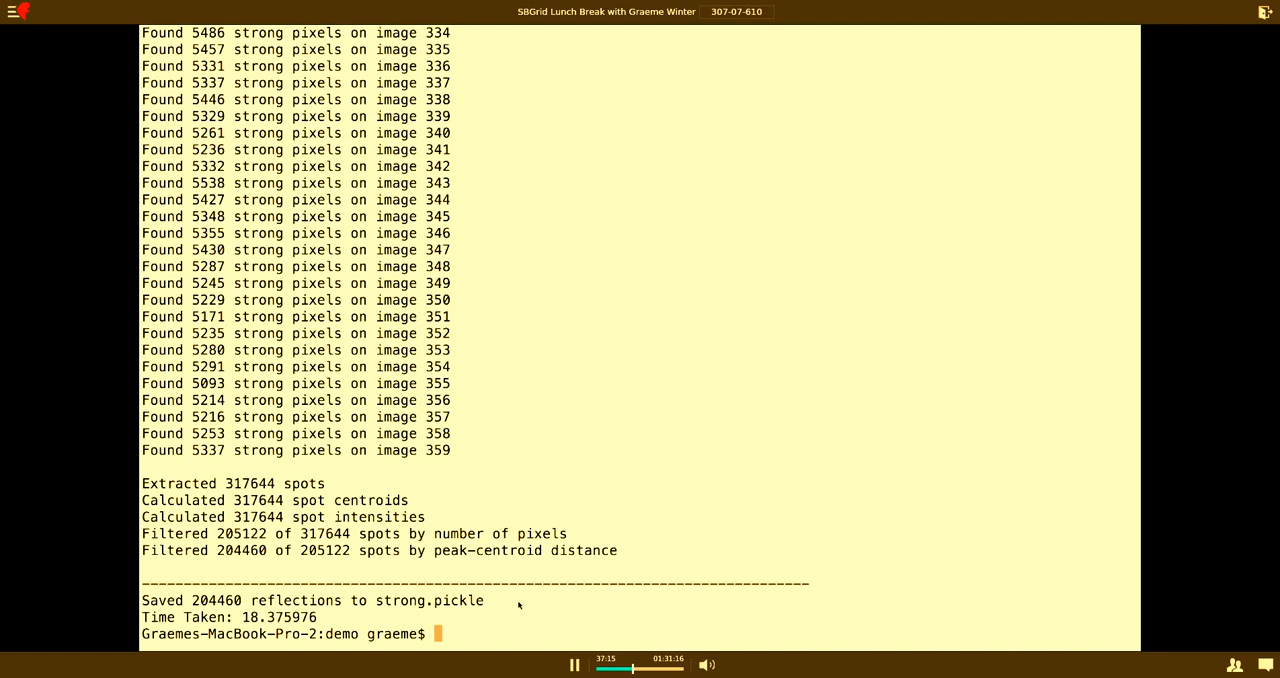 SBGrid Lunch Break with Graeme Winter 307-07-610
Found 5486 strong pixels on image 334
Found 5457 strong pixels on image 335
Found 5331 strong pixels on image 336
Found 5337 strong pixels on image 337
Found 5446 strong pixels on image 338
Found 5329 strong pixels on image 339
Found 5261 strong pixels on image 340
Found 5236 strong pixels on image 341
Found 5332 strong pixels on image 342
Found 5538 strong pixels on image 343
Found 5427 strong pixels on image 344
Found 5348 strong pixels on image 345
Found 5355 strong pixels on image 346
Found 5430 strong pixels on image 347
Found 5287 strong pixels on image 348
Found 5245 strong pixels on image 349
Found 5229 strong pixels on image 350
Found 5171 strong pixels on image 351
Found 5235 strong pixels on image 352
Found 5280 strong pixels on image 353
Found 5291 strong pixels on image 354
Found 5093 strong pixels on image 355
Found 5214 strong pixels on image 356
Found 5216 strong pixels on image 357
Found 5253 strong pixels on image 358
Found 5337 strong pixels on image 359
Extracted 317644 spots
Calculated 317644 spot centroids
Calculated 317644 spot intensities
Filtered 205122 of 317644 spots by number of pixels
Filtered 204460 of 205122 spots by peak-centroid distance
--------------------------------------------------------------------------------
Saved 204460 reflections to strong.pickle
Time Taken: 18.375976
Graemes-MacBook-Pro-2:demo graeme$
37:15 01:31:16